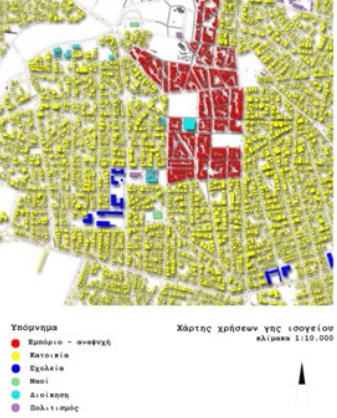 Υπόμνημα
Εμπόριο - αναψυχή
Κατοικία
Σχολεία
Ναοί
Διοίκηση
Πολιτισμός
Χάρτης χρήσεων γης ισογείου
κλίμακα 1:10.000